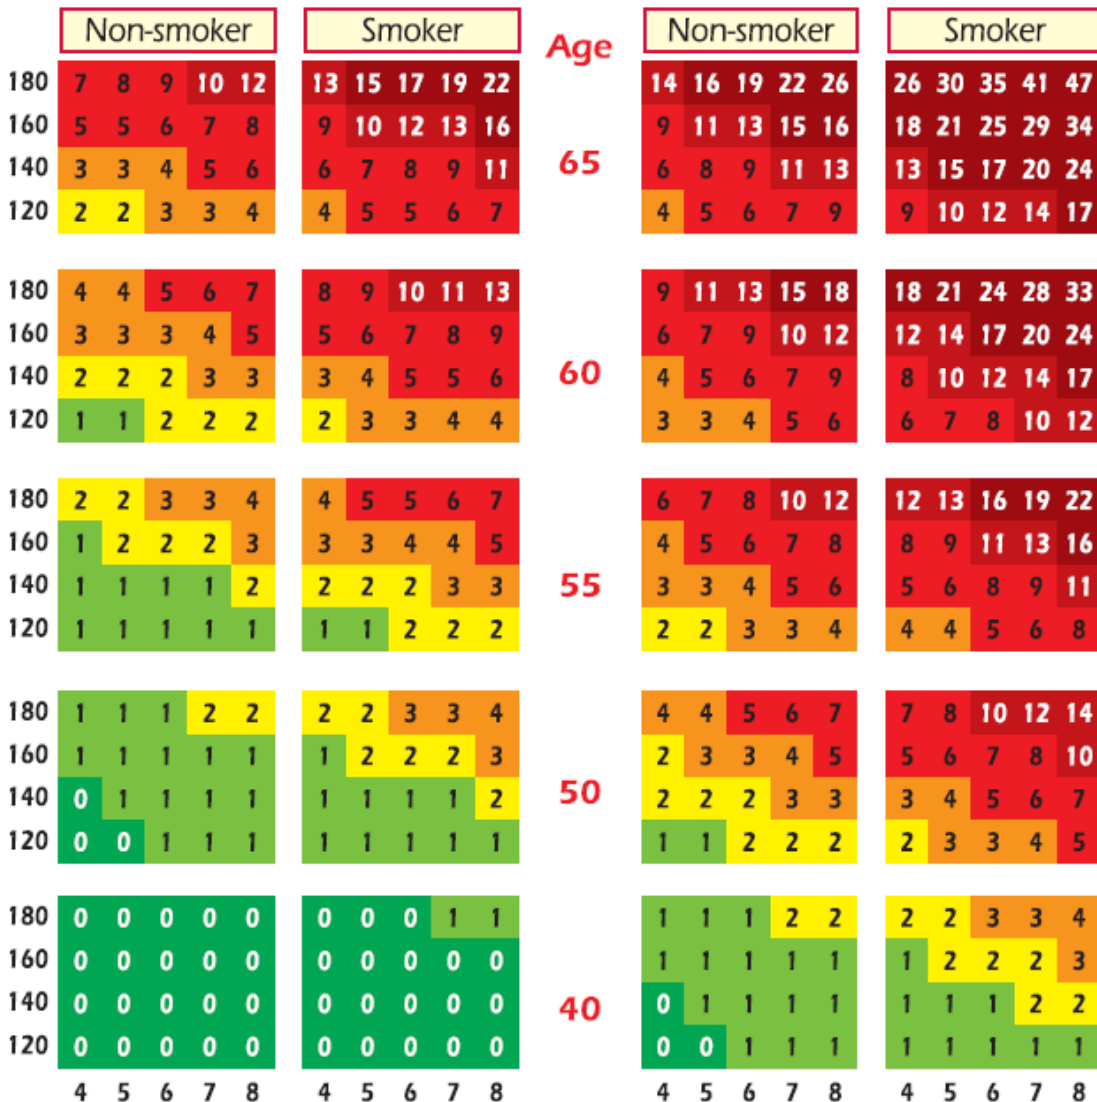 Non-smoker Smoker Age Non-smoker Smoker
180 7 8 9 10 12 13 15 17 19 22 14 16 19 22 26 26 30 35 41 47
160 5 5 6 7 8 9 10 12 13 16 9 11 13 15 16 18 21 25 29 34
65
140 3 3 4 5 6 6 7 8 9 11 6 8 9 11 13 13 15 17 20 24
120 2 2 3 3 4 4 5 5 6 7 4 5 6 7 9 9 10 12 14 17
180 4 4 5 6 7 8 9 10 11 13 9 11 13 15 18 18 21 24 28 33
160 3 3 3 4 5 5 6 7 8 9 6 7 9 10 12 12 14 17 20 24
60
140 2 2 2 3 3 3 4 5 5 6 4 5 6 7 9 8 10 12 14 17
120 1 1 2 2 2 2 3 3 4 4 3 3 4 5 6 6 7 8 10 12
180 2 2 3 3 4 4 5 5 6 7 6 7 8 10 12 12 13 16 19 22
160 1 2 2 2 3 3 3 4 4 5 4 5 6 7 8 8 9 11 13 16
55
140 1 1 1 1 2 2 2 2 3 3 3 3 4 5 6 5 6 8 9 11
120 1 1 1 1 1 1 1 2 2 2 2 2 3 3 4 4 4 5 6 8
180 1 1 1 2 2 2 2 3 3 4 4 4 5 6 7 7 8 10 12 14
160 1 1 1 1 1 1 2 2 2 3 2 3 3 4 5 5 6 7 8 10
50
140 0 1 1 1 1 1 1 1 1 2 2 2 2 3 3 3 4 5 6 7
120 0 0 1 1 1 1 1 1 1 1 1 1 2 2 2 2 3 3 4 5
180 0 0 0 0 0 0 0 0 1 1 1 1 1 2 2 2 2 3 3 4
160 0 0 0 0 0 0 0 0 0 0 1 1 1 1 1 1 2 2 2 3
40
140 0 0 0 0 0 0 0 0 0 0 0 1 1 1 1 1 1 1 2 2
120 0 0 0 0 0 0 0 0 0 0 0 0 1 1 1 1 1 1 1 1
4 5 6 7 8 4 5 6 7 8 4 5 6 7 8 4 5 6 7 8